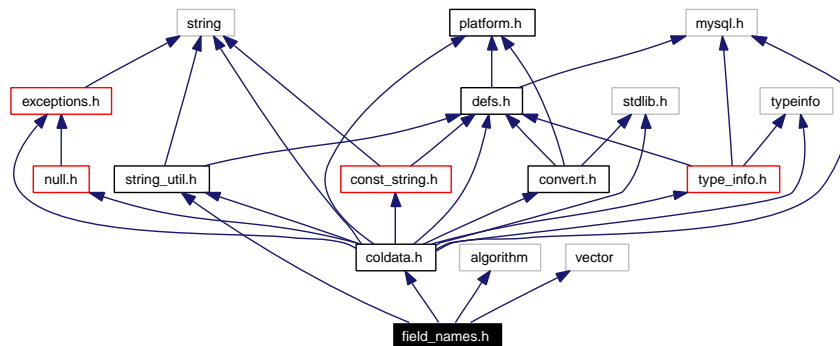 string
platform.h
mysql.h
exceptions.h
defs.h
stdlib.h
typeinfo
null.h
string_util.h
const_string.h
convert.h
type_info.h
coldata.h
algorithm
vector
field_names.h